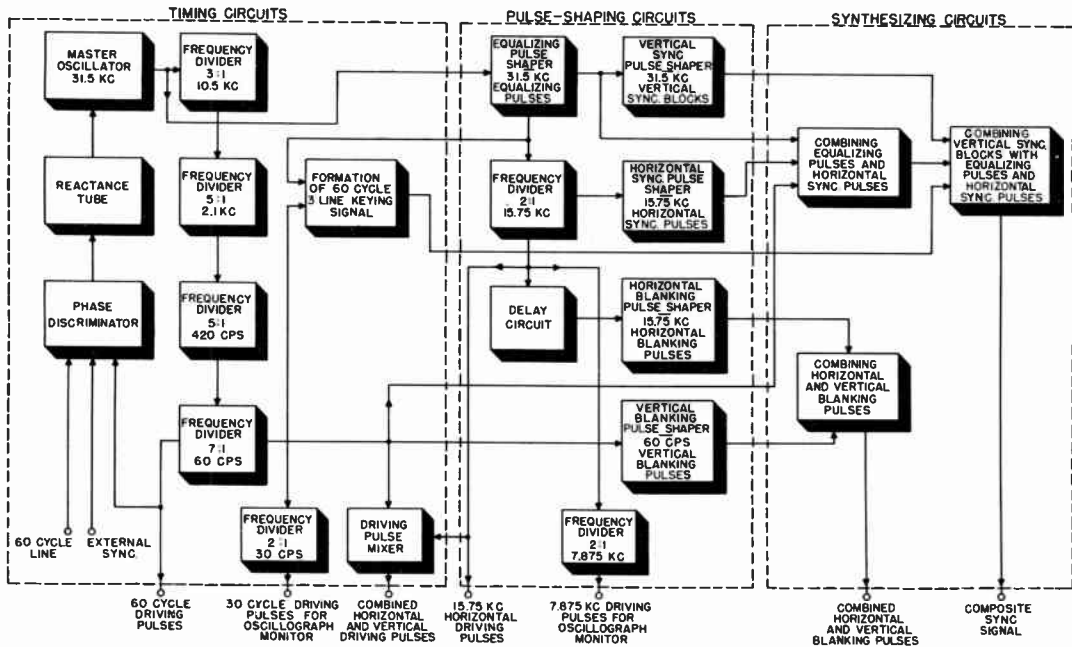 TIMING CIRCUITS
PULSE-SHAPING CIRCUITS
SYNTHESIZING CIRCUITS
MASTER
OSCILLATOR
31.5 KC
FREQUENCY
DIVIDER
3:1
10.5 KC
EQUALIZING
PULSE
SHAPER
31.5 KC
EQUALIZING
PULSES
VERTICAL
SYNC
PULSE SHAPER
31.5 KC
VERTICAL
SYNC. BLOCKS
REACTANCE
TUBE
FREQUENCY
DIVIDER
5:1
2.1 KC
FORMATION
OF 60 CYCLE
3 LINE KEYING
SIGNAL
FREQUENCY
DIVIDER
2:1
15.75 KC
HORIZONTAL
SYNC. PULSE
SHAPER
15.75 KC
HORIZONTAL
SYNC PULSES
COMBINING
EQUALIZING
PULSES AND
HORIZONTAL
SYNC PULSES
COMBINING
VERTICAL SYNC.
BLOCKS WITH
EQUALIZING
PULSES AND
HORIZONTAL
SYNC PULSES
PHASE
DISCRIMINATOR
FREQUENCY
DIVIDER
5:1
420 CPS
DELAY
CIRCUIT
HORIZONTAL
BLANKING
PULSE SHAPER
15.75 KC
HORIZONTAL
BLANKING
PULSES
COMBINING
HORIZONTAL
AND VERTICAL
BLANKING
PULSES
FREQUENCY
DIVIDER
7:1
60 CPS
VERTICAL
BLANKING
PULSE SHAPER
60 CPS
VERTICAL
BLANKING
PULSES
60 CYCLE
LINE
EXTERNAL
SYNC.
FREQUENCY
DIVIDER
2:1
30 CPS
DRIVING
PULSE
MIXER
FREQUENCY
DIVIDER
2:1
7.875 KC
60 CYCLE
DRIVING
PULSES
30 CYCLE DRIVING
PULSES FOR
OSCILLOGRAPH
MONITOR
COMBINED
HORIZONTAL
AND VERTICAL
DRIVING PULSES
15.75 KC
HORIZONTAL
DRIVING
PULSES
7.875 KC DRIVING
PULSES FOR
OSCILLOGRAPH
MONITOR
COMBINED
HORIZONTAL
AND VERTICAL
BLANKING PULSES
COMPOSITE
SYNC
SIGNAL